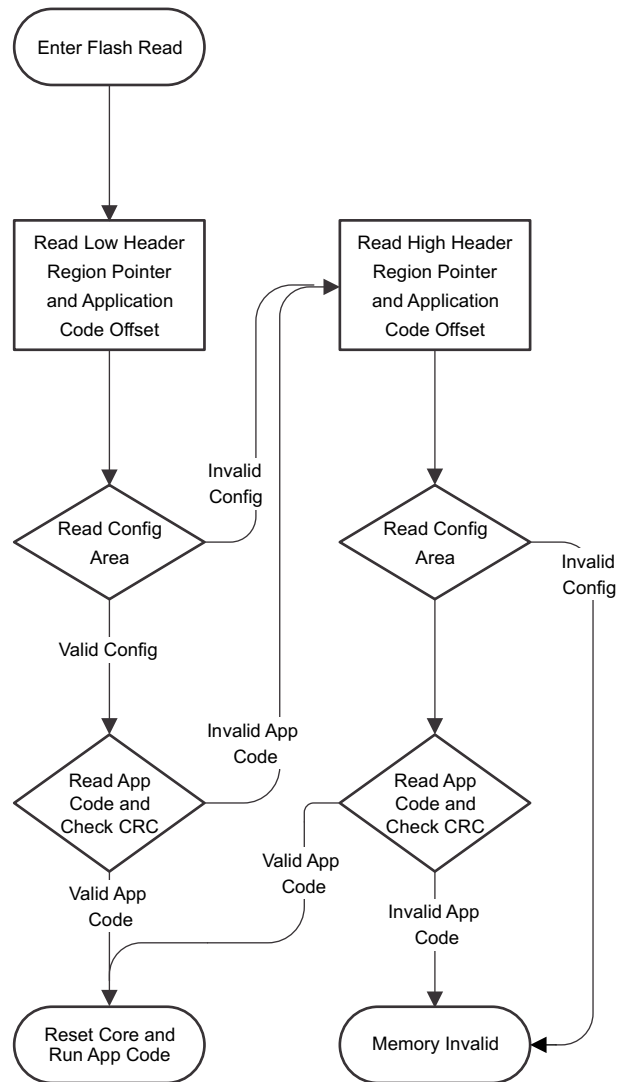 Enter Flash Read
Read Low Header
Region Pointer
and Application
Code Offset
Read High Header
Region Pointer
and Application
Code Offset
Invalid
Config
Read Config
Area
Read Config
Area
Invalid
Config
Valid Config
Invalid App
Code
Read App
Code and
Check CRC
Read App
Code and
Check CRC
Valid App
Code
Valid App
Code
Invalid App
Code
Reset Core and
Run App Code
Memory Invalid